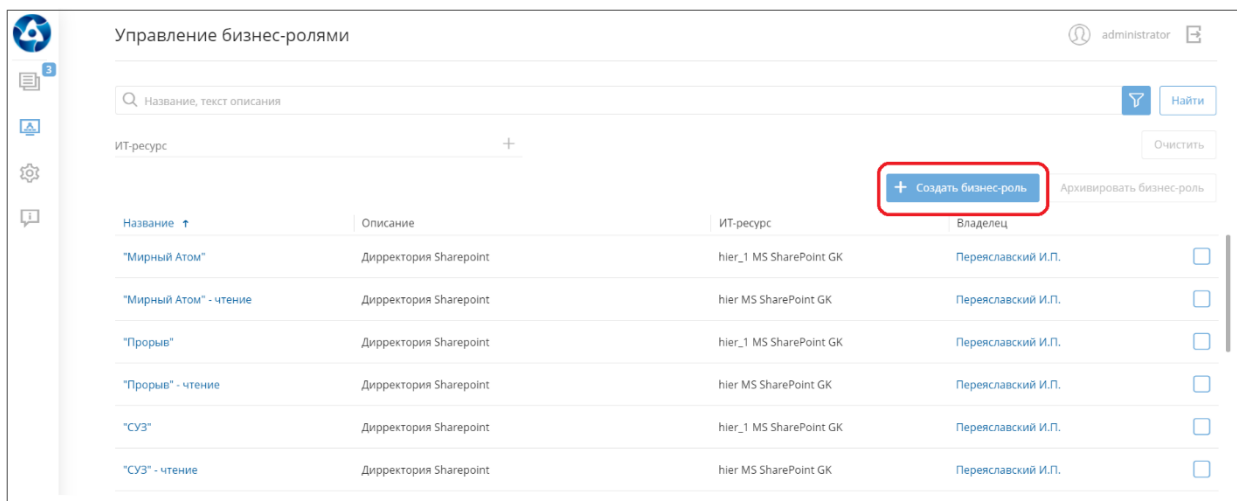 Управление бизнес-ролями administrator
3
Название, текст описания Найти
ИТ-ресурс + Очистить
+ Создать бизнес-роль Архивировать бизнес-роль
Название ↑ Описание ИТ-ресурс Владелец
"Мирный Атом" Дирректория Sharepoint hier_1 MS SharePoint GK Переяславский И.П.
"Мирный Атом" - чтение Дирректория Sharepoint hier MS SharePoint GK Переяславский И.П.
"Прорыв" Дирректория Sharepoint hier_1 MS SharePoint GK Переяславский И.П.
"Прорыв" - чтение Дирректория Sharepoint hier MS SharePoint GK Переяславский И.П.
"СУЗ" Дирректория Sharepoint hier_1 MS SharePoint GK Переяславский И.П.
"СУЗ" - чтение Дирректория Sharepoint hier MS SharePoint GK Переяславский И.П.